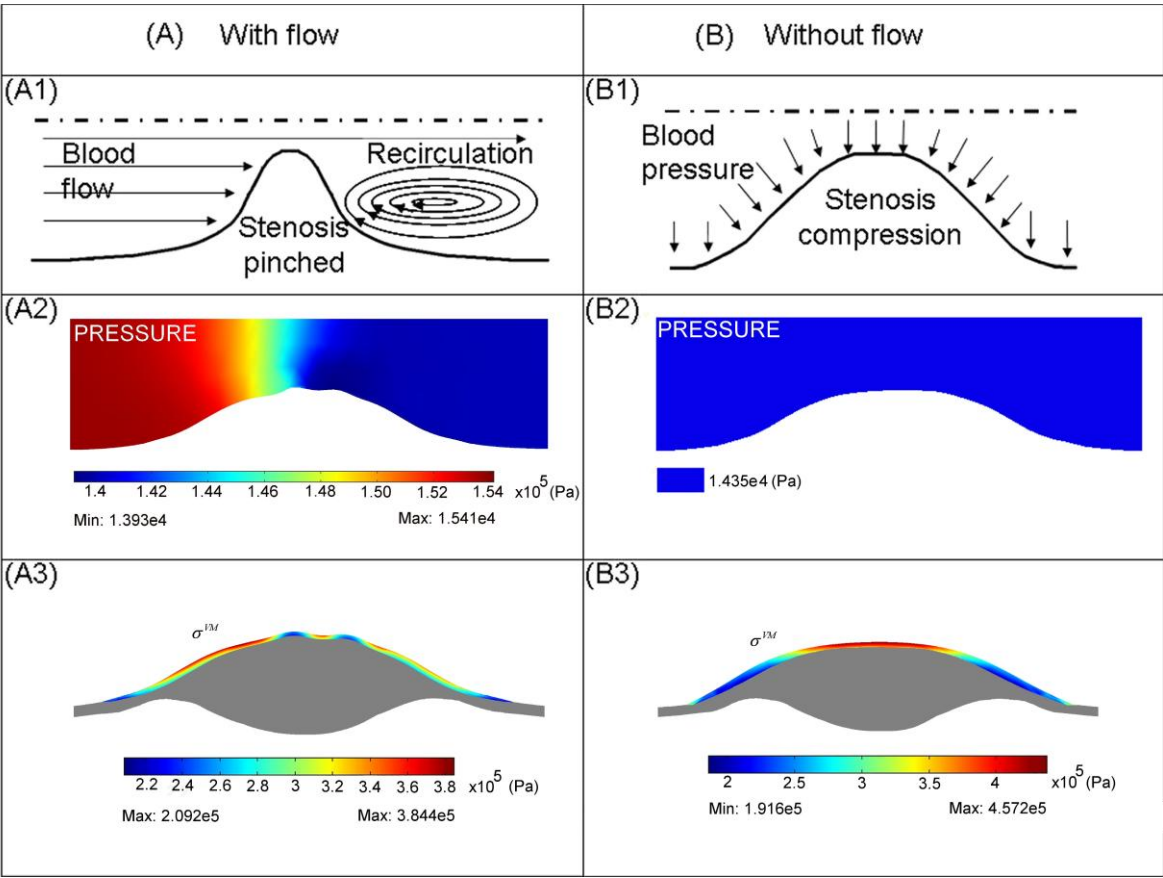 (A) With flow
(B) Without flow
(A1)
Blood
flow
Recirculation
Stenosis
pinched
(B1)
Blood
pressure
Stenosis
compression
(A2)
PRESSURE
1.4 1.42 1.44 1.46 1.48 1.50 1.52 1.54 x10^5 (Pa)
Min: 1.393e4 Max: 1.541e4
(B2)
PRESSURE
1.435e4 (Pa)
(A3)
σ^VM
2.2 2.4 2.6 2.8 3 3.2 3.4 3.6 3.8 x10^5 (Pa)
Max: 2.092e5 Max: 3.844e5
(B3)
σ^VM
2 2.5 3 3.5 4 x10^5 (Pa)
Min: 1.916e5 Max: 4.572e5